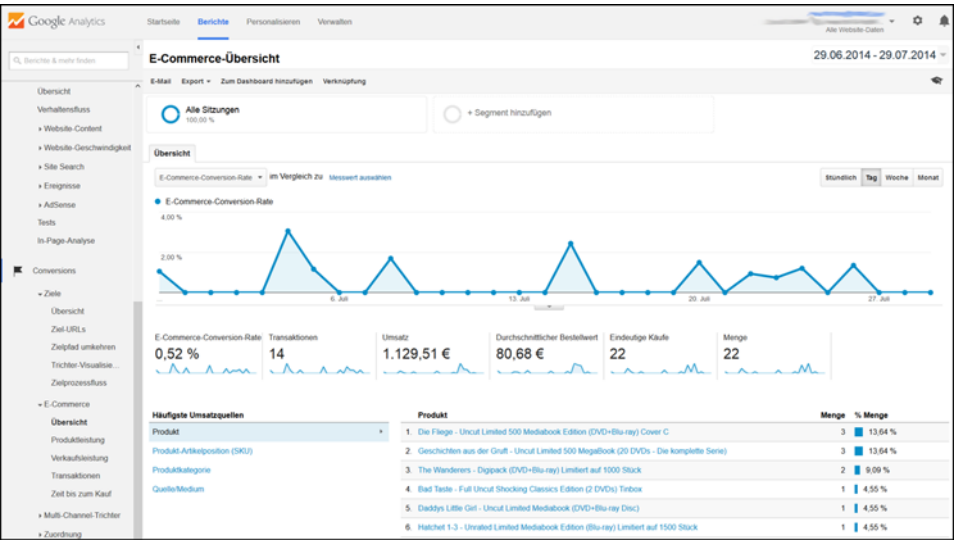 Google Analytics
Startseite Berichte Personalisieren Verwalten
Alle Website-Daten
Berichte & mehr finden
E-Commerce-Übersicht
29.06.2014 - 29.07.2014
E-Mail Export Zum Dashboard hinzufügen Verknüpfung
Alle Sitzungen
100,00 %
+ Segment hinzufügen
Übersicht
Verhaltensfluss
Website-Content
Website-Geschwindigkeit
Site Search
Ereignisse
AdSense
Tests
In-Page-Analyse
Conversions
Ziele
Übersicht
Ziel-URLs
Zielpfad umkehren
Trichter-Visualisie...
Zielprozessfluss
E-Commerce
Übersicht
Produktleistung
Verkaufsleistung
Transaktionen
Zeit bis zum Kauf
Multi-Channel-Trichter
Zuordnung
Übersicht
E-Commerce-Conversion-Rate im Vergleich zu Messwert auswählen
Stündlich Tag Woche Monat
E-Commerce-Conversion-Rate
4,00 %
2,00 %
... 6. Juli 13. Juli 20. Juli 27. Juli
E-Commerce-Conversion-Rate Transaktionen Umsatz Durchschnittlicher Bestellwert Eindeutige Käufe Menge
0,52 % 14 1.129,51 € 80,68 € 22 22
Häufigste Umsatzquellen
Produkt
Produkt-Artikelposition (SKU)
Produktkategorie
Quelle/Medium
Produkt Menge % Menge
1. Die Fliege - Uncut Limited 500 Mediabook Edition (DVD+Blu-ray) Cover C 3 13,64 %
2. Geschichten aus der Gruft - Uncut Limited 500 MegaBook (20 DVDs - Die komplette Serie) 3 13,64 %
3. The Wanderers - Digipack (DVD+Blu-ray) Limitiert auf 1000 Stück 2 9,09 %
4. Bad Taste - Full Uncut Shocking Classics Edition (2 DVDs) Tinbox 1 4,55 %
5. Daddys Little Girl - Uncut Limited Mediabook (DVD+Blu-ray Disc) 1 4,55 %
6. Hatchet 1-3 - Unrated Limited Mediabook Edition (Blu-ray) Limitiert auf 1500 Stück 1 4,55 %